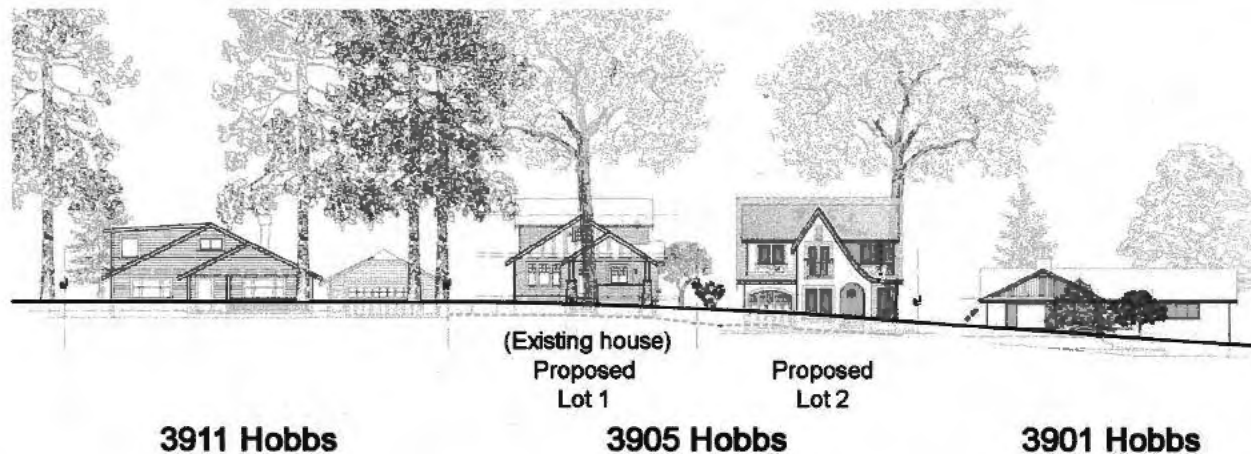 (Existing house)
Proposed
Lot 1
Proposed
Lot 2
3911 Hobbs
3905 Hobbs
3901 Hobbs